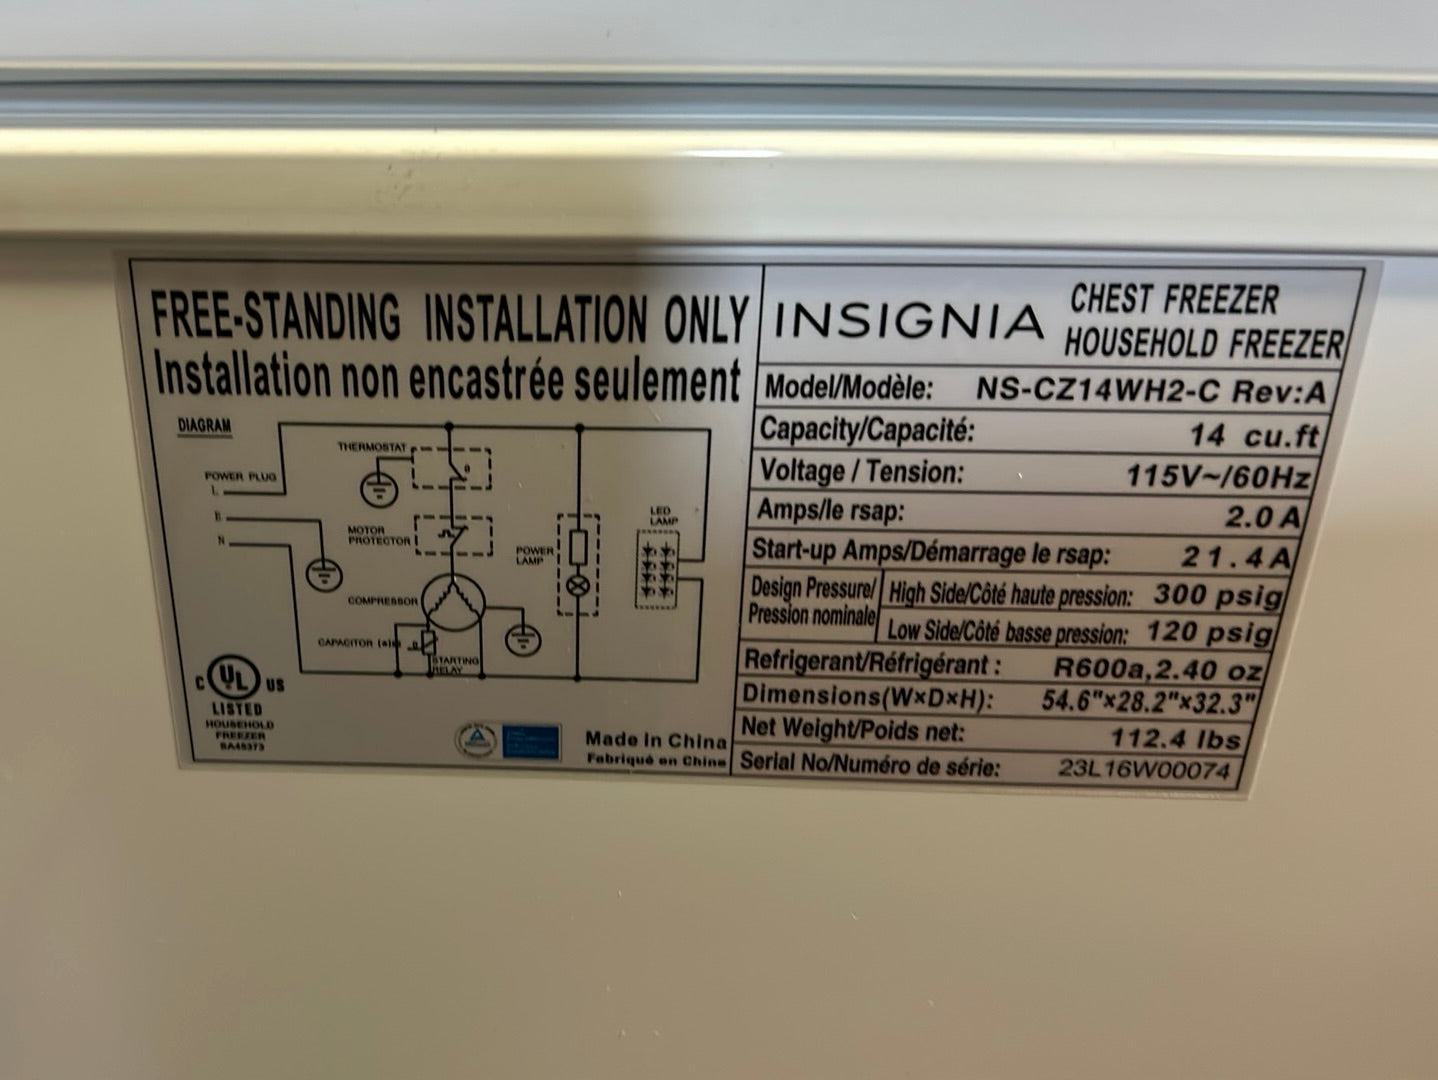 FREE-STANDING INSTALLATION ONLY
Installation non encastrée seulement
DIAGRAM
POWER PLUG
L
E
N
THERMOSTAT
MOTOR
PROTECTOR
COMPRESSOR
CAPACITOR
STARTING
RELAY
POWER
LAMP
LED
LAMP
C UL US
LISTED
HOUSEHOLD
FREEZER
SA45373
Made in China
Fabriqué en Chine
INSIGNIA
CHEST FREEZER
HOUSEHOLD FREEZER
Model/Modèle: NS-CZ14WH2-C Rev:A
Capacity/Capacité: 14 cu.ft
Voltage / Tension: 115V~/60Hz
Amps/le rsap: 2.0 A
Start-up Amps/Démarrage le rsap: 21.4A
Design Pressure/
Pression nominale
High Side/Côté haute pression: 300 psig
Low Side/Côté basse pression: 120 psig
Refrigerant/Réfrigérant : R600a,2.40 oz
Dimensions(W×D×H): 54.6"×28.2"×32.3"
Net Weight/Poids net: 112.4 lbs
Serial No/Numéro de série: 23L16W00074